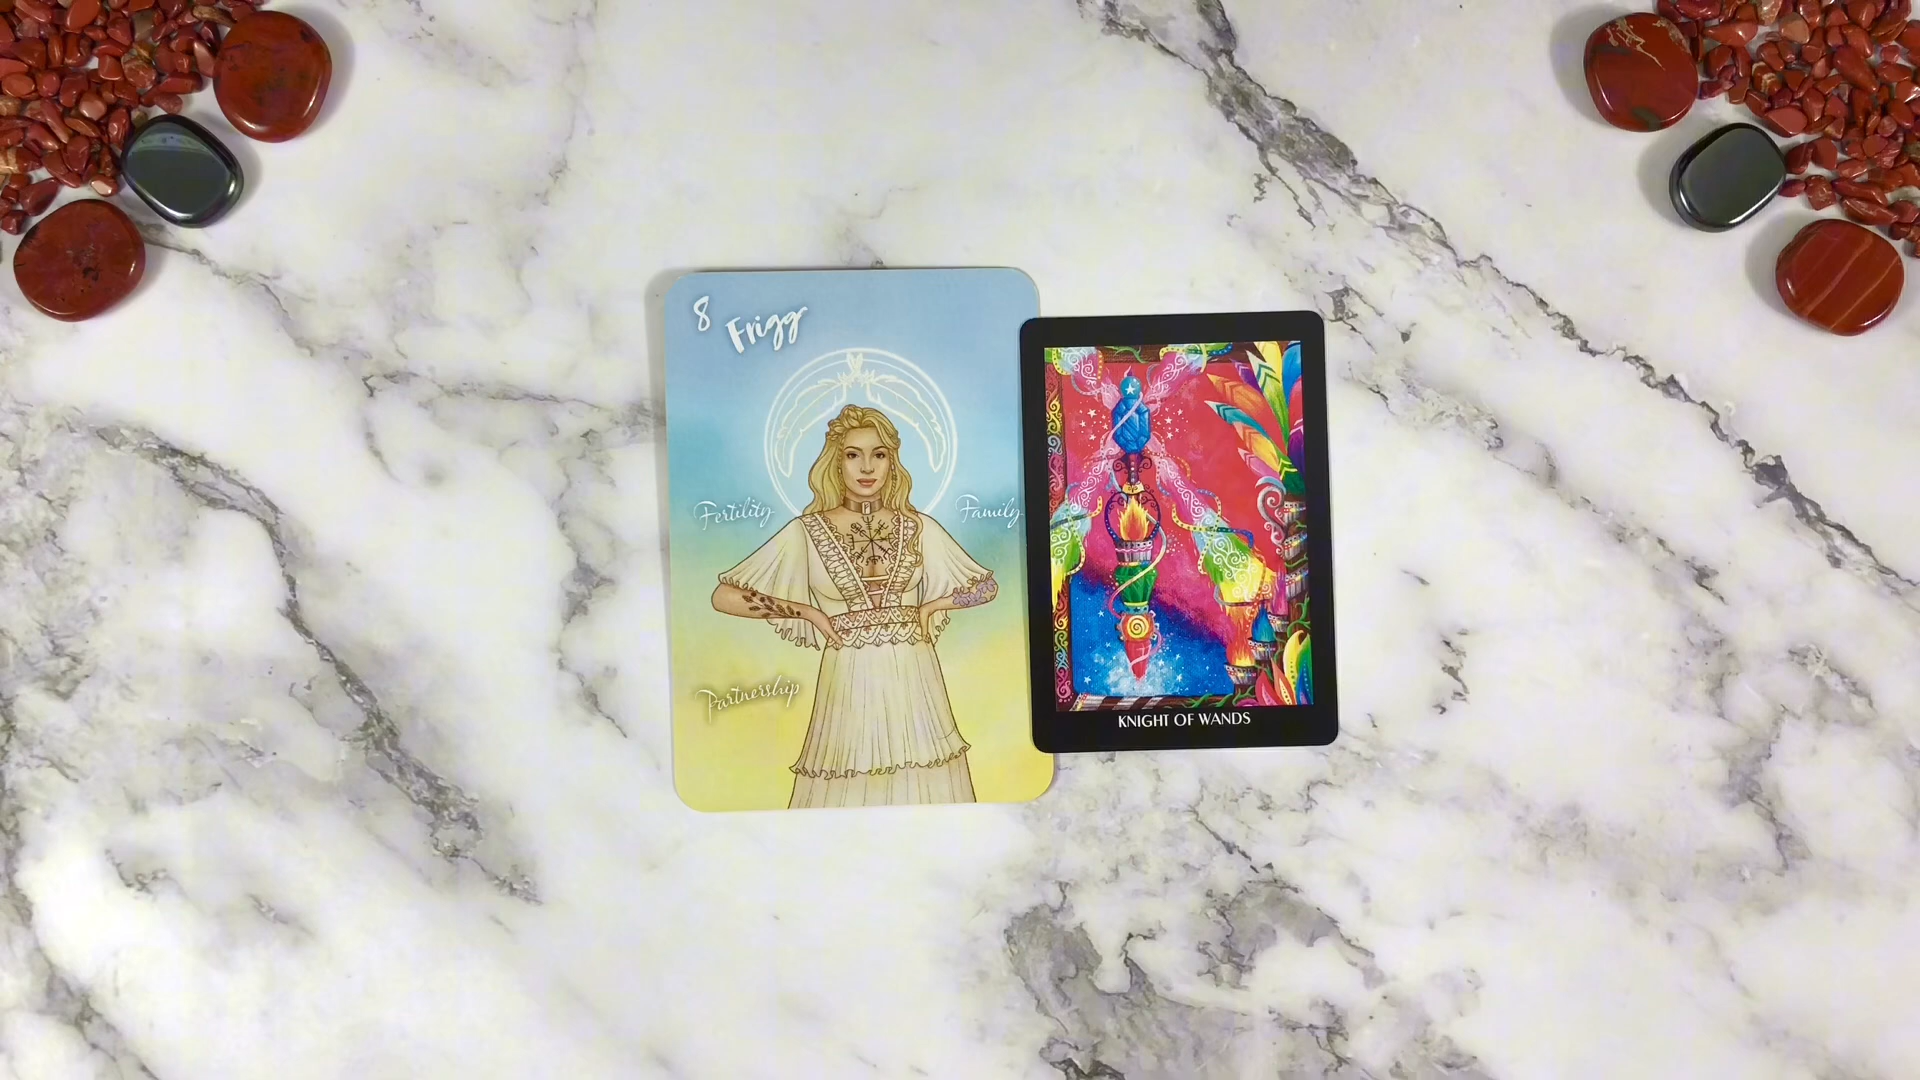 8
Frigg
Fertility
Family
Partnership
KNIGHT OF WANDS